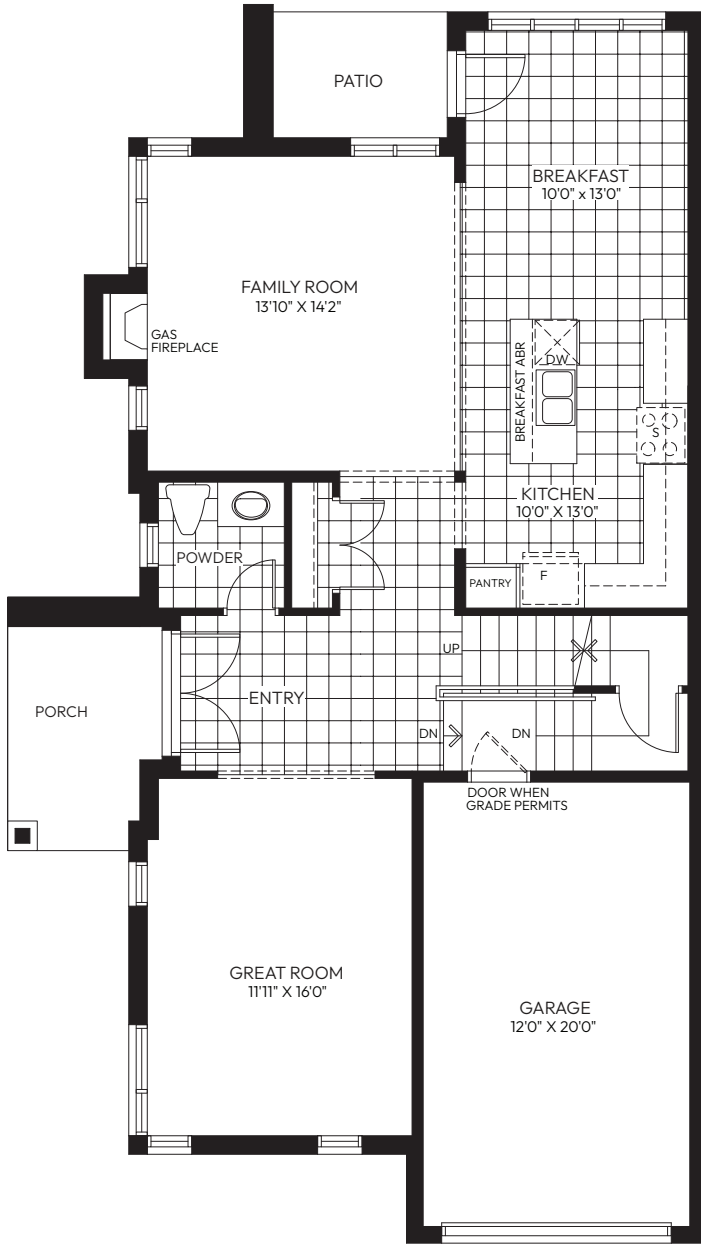 PATIO
BREAKFAST
10'0" x 13'0"
FAMILY ROOM
13'10" X 14'2"
GAS
FIREPLACE
BREAKFAST ABR
DW
S
KITCHEN
10'0" X 13'0"
POWDER
PANTRY
F
UP
ENTRY
PORCH
DN
DN
DOOR WHEN
GRADE PERMITS
GREAT ROOM
11'11" X 16'0"
GARAGE
12'0" X 20'0"